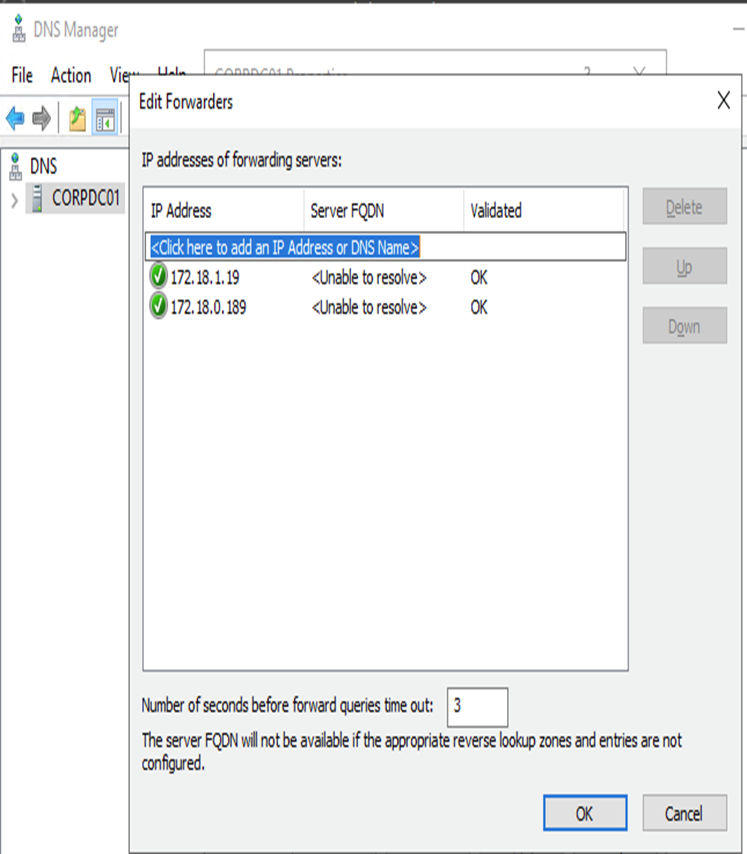 DNS Manager
File Action View Help
CORPDC01 Properties ?
Edit Forwarders
DNS
CORPDC01
IP addresses of forwarding servers:
IP Address Server FQDN Validated
<Click here to add an IP Address or DNS Name>
172.18.1.19 <Unable to resolve> OK
172.18.0.189 <Unable to resolve> OK
Delete
Up
Down
Number of seconds before forward queries time out: 3
The server FQDN will not be available if the appropriate reverse lookup zones and entries are not
configured.
OK Cancel